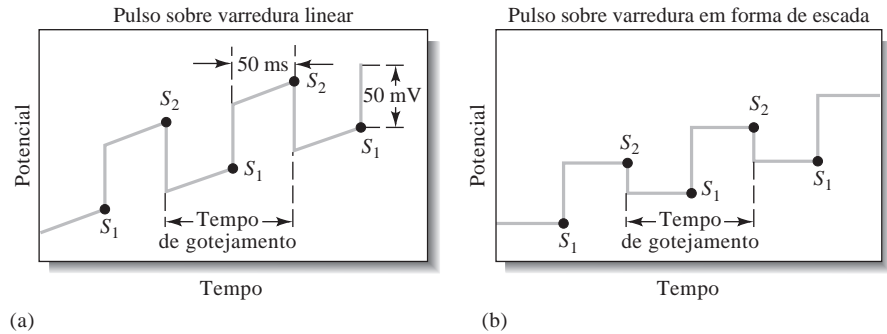 Pulso sobre varredura linear
50 ms
S2
S2
50 mV
S1
S1
S1
Tempo
de gotejamento
Potencial
Tempo
(a)
Pulso sobre varredura em forma de escada
S2
S2
S1
S1
S1
Tempo
de gotejamento
Potencial
Tempo
(b)